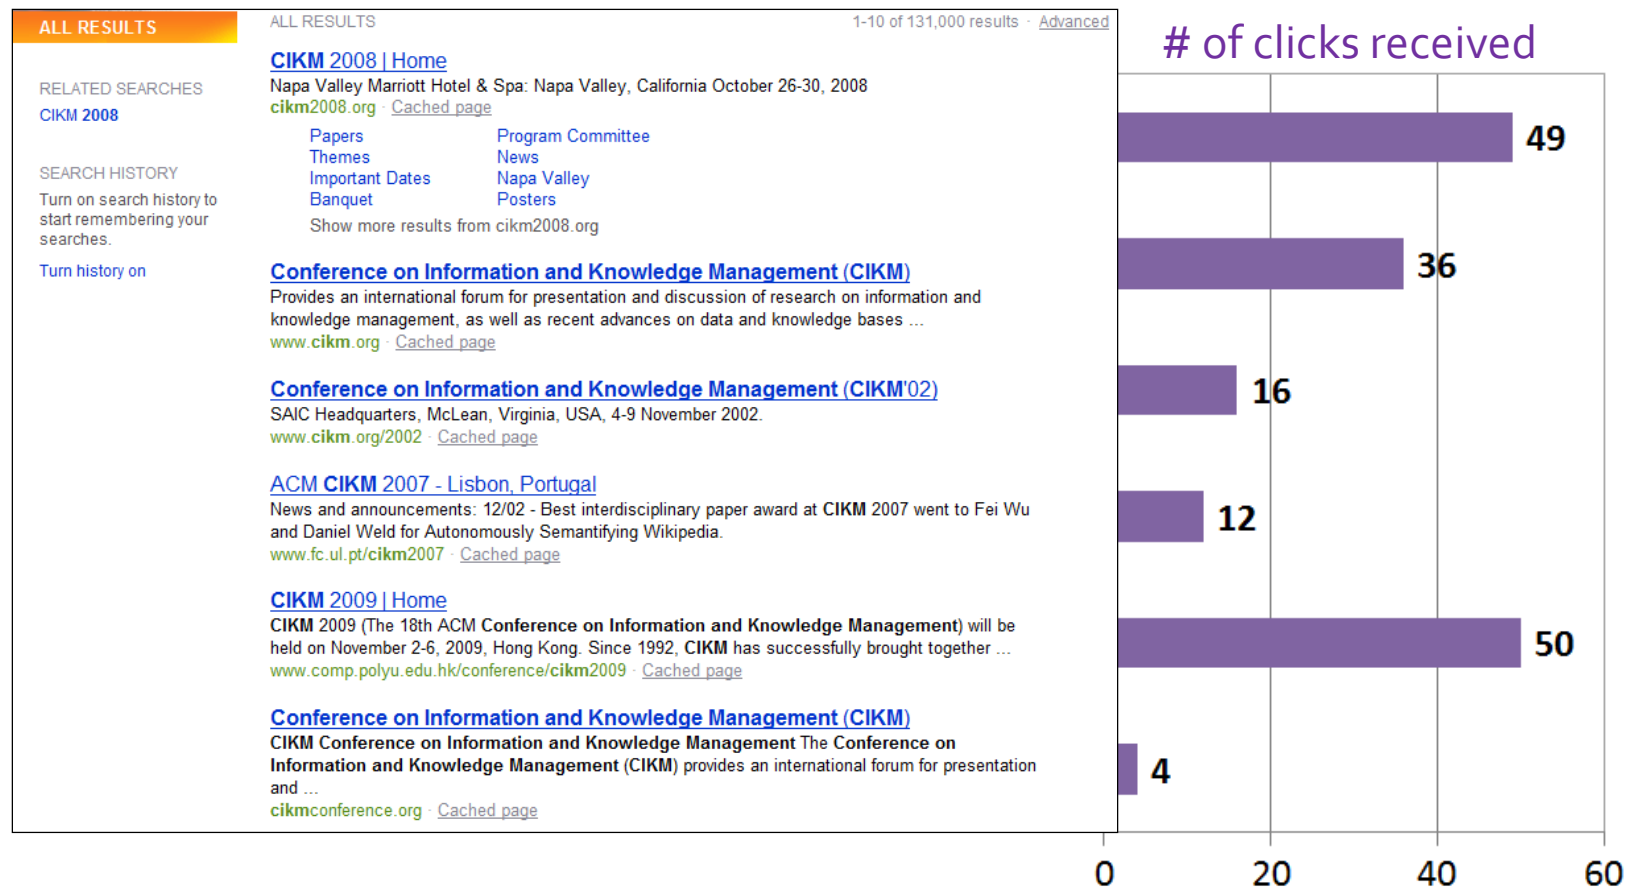 ALL RESULTS
RELATED SEARCHES
CIKM 2008
SEARCH HISTORY
Turn on search history to
start remembering your
searches.
Turn history on
ALL RESULTS
1-10 of 131,000 results · Advanced
CIKM 2008 | Home
Napa Valley Marriott Hotel & Spa: Napa Valley, California October 26-30, 2008
cikm2008.org · Cached page
Papers Program Committee
Themes News
Important Dates Napa Valley
Banquet Posters
Show more results from cikm2008.org
Conference on Information and Knowledge Management (CIKM)
Provides an international forum for presentation and discussion of research on information and
knowledge management, as well as recent advances on data and knowledge bases ...
www.cikm.org · Cached page
Conference on Information and Knowledge Management (CIKM'02)
SAIC Headquarters, McLean, Virginia, USA, 4-9 November 2002.
www.cikm.org/2002 · Cached page
ACM CIKM 2007 - Lisbon, Portugal
News and announcements: 12/02 - Best interdisciplinary paper award at CIKM 2007 went to Fei Wu
and Daniel Weld for Autonomously Semantifying Wikipedia.
www.fc.ul.pt/cikm2007 · Cached page
CIKM 2009 | Home
CIKM 2009 (The 18th ACM Conference on Information and Knowledge Management) will be
held on November 2-6, 2009, Hong Kong. Since 1992, CIKM has successfully brought together ...
www.comp.polyu.edu.hk/conference/cikm2009 · Cached page
Conference on Information and Knowledge Management (CIKM)
CIKM Conference on Information and Knowledge Management The Conference on
Information and Knowledge Management (CIKM) provides an international forum for presentation
and ...
cikmconference.org · Cached page
# of clicks received
49
36
16
12
50
4
0 20 40 60